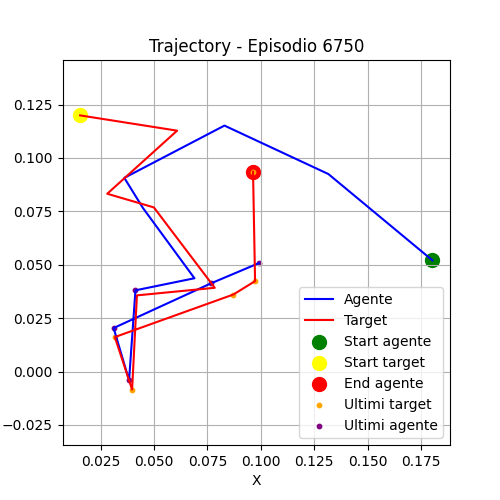 Trajectory - Episodio 6750
0.125
0.100
0.075
0.050
0.025
0.000
−0.025
0.025 0.050 0.075 0.100 0.125 0.150 0.175
X
Agente
Target
Start agente
Start target
End agente
Ultimi target
Ultimi agente